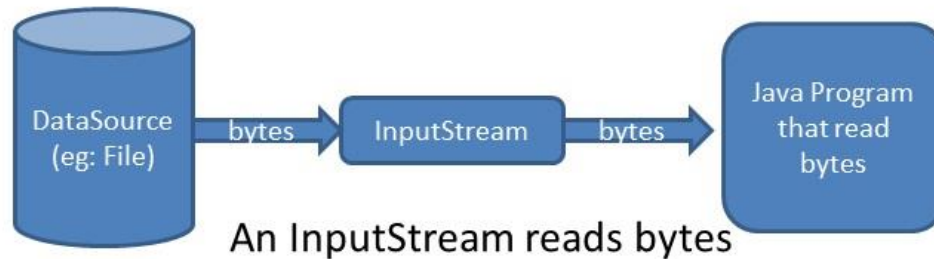 DataSource
(eg: File)
bytes
InputStream
bytes
Java Program
that read
bytes
An InputStream reads bytes